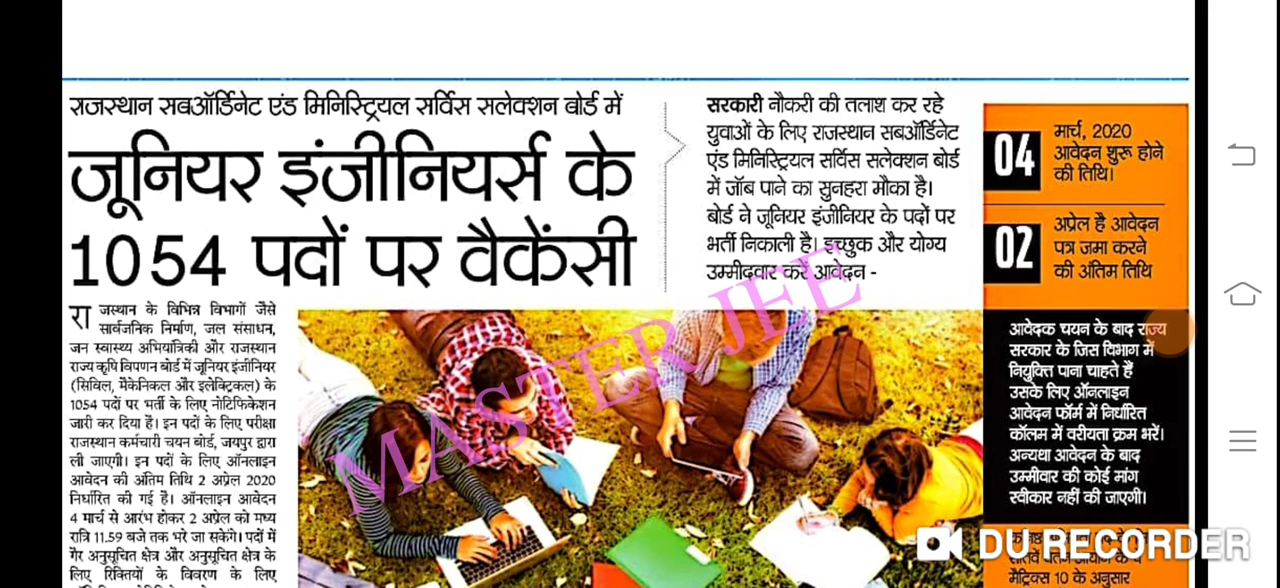 राजस्थान सबऑर्डिनेट एंड मिनिस्ट्रियल सर्विस सलेक्शन बोर्ड में
जूनियर इंजीनियर्स के
1054 पदों पर वैकेंसी
सरकारी नौकरी की तलाश कर रहे
युवाओं के लिए राजस्थान सबऑर्डिनेट
एंड मिनिस्ट्रियल सर्विस सलेक्शन बोर्ड
में जॉब पाने का सुनहरा मौका है।
बोर्ड ने जूनियर इंजीनियर के पदों पर
भर्ती निकाली है। इच्छुक और योग्य
उम्मीदवार करें आवेदन -
04
मार्च, 2020
आवेदन शुरू होने
की तिथि।
02
अप्रेल है आवेदन
पत्र जमा करने
की अंतिम तिथि
राजस्थान के विभिन्न विभागों जैसे
सार्वजनिक निर्माण, जल संसाधन,
जन स्वास्थ्य अभियांत्रिकी और राजस्थान
राज्य कृषि विपणन बोर्ड में जूनियर इंजीनियर
(सिविल, मैकेनिकल और इलेक्ट्रिकल) के
1054 पदों पर भर्ती के लिए नोटिफिकेशन
जारी कर दिया हैं। इन पदों के लिए परीक्षा
राजस्थान कर्मचारी चयन बोर्ड, जयपुर द्वारा
ली जाएगी। इन पदों के लिए ऑनलाइन
आवेदन की अंतिम तिथि 2 अप्रेल 2020
निर्धारित की गई है। ऑनलाइन आवेदन
4 मार्च से आरंभ होकर 2 अप्रेल को मध्य
रात्रि 11.59 बजे तक भरे जा सकेंगे। पदों में
गैर अनुसूचित क्षेत्र और अनुसूचित क्षेत्र के
लिए रिक्तियों के विवरण के लिए
MASTER JEE
आवेदक चयन के बाद राज्य
सरकार के जिस विभाग में
नियुक्ति पाना चाहते हैं
उसके लिए ऑनलाइन
आवेदन फॉर्म में निर्धारित
कॉलम में वरीयता क्रम भरें।
अन्यथा आवेदन के बाद
उम्मीवार की कोई मांग
स्वीकार नहीं की जाएगी।
DU RECORDER
मैट्रिक्स 10 के अनुसार